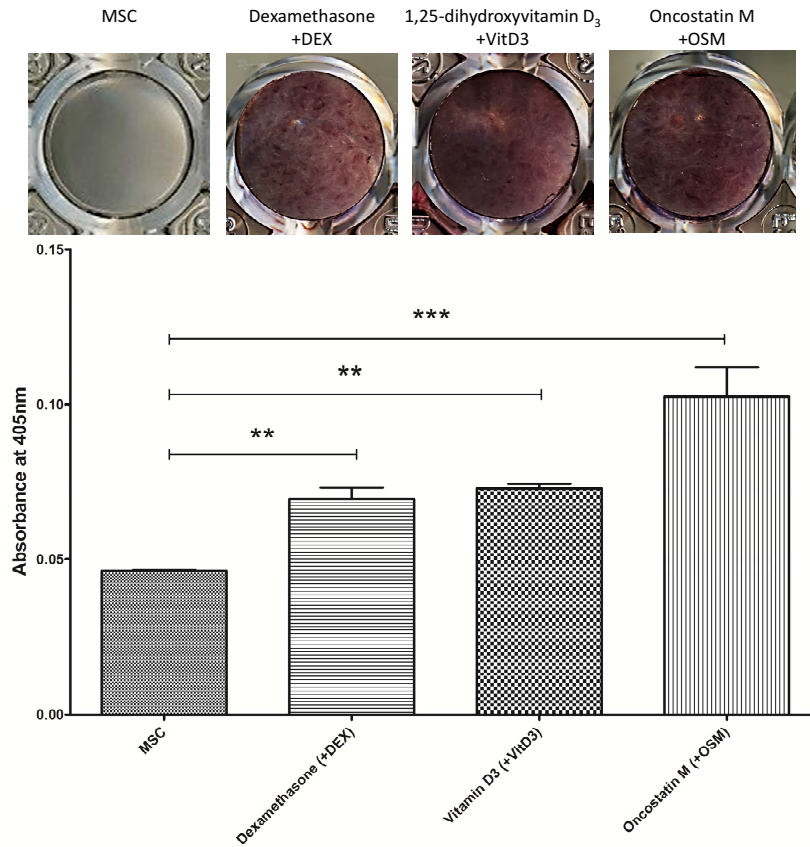 MSC
Dexamethasone
+DEX
1,25-dihydroxyvitamin D₃
+VitD3
Oncostatin M
+OSM
0.15
0.10
0.05
0.00
Absorbance at 405nm
***
**
**
MSC
Dexamethasone (+DEX)
Vitamin D3 (+VitD3)
Oncostatin M (+OSM)